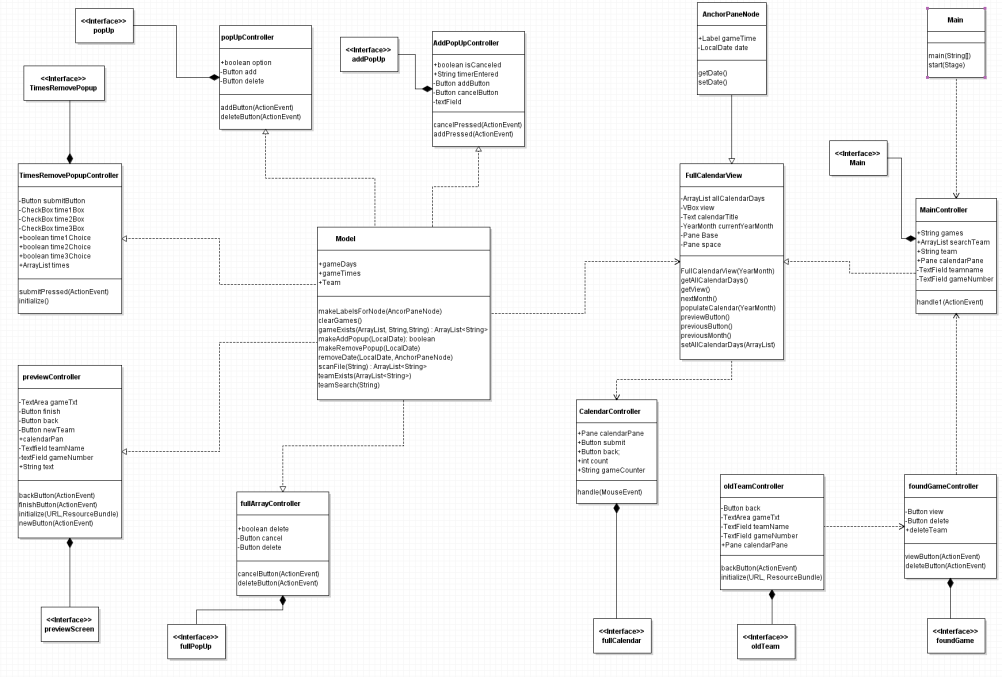 <<Interface>>
popUp
popUpController
+boolean option
-Button add
-Button delete
addButton(ActionEvent)
deleteButton(ActionEvent)
<<Interface>>
addPopUp
AddPopUpController
+boolean isCanceled
+String timerEntered
-Button addButton
-Button cancelButton
-textField
cancelPressed(ActionEvent)
addPressed(ActionEvent)
AnchorPaneNode
+Label gameTime
-LocalDate date
getDate()
setDate()
Main
main(String[])
start(Stage)
<<Interface>>
TimesRemovePopup
TimesRemovePopupController
-Button submitButton
-CheckBox time1Box
-CheckBox time2Box
-CheckBox time3Box
+boolean time1Choice
+boolean time2Choice
+boolean time3Choice
+ArrayList times
submitPressed(ActionEvent)
initialize()
Model
+gameDays
+gameTimes
+Team
makeLabelsForNode(AncorPaneNode)
clearGames()
gameExists(ArrayList, String,String) : ArrayList<String>
makeAddPopup(LocalDate): boolean
makeRemovePopup(LocalDate)
removeDate(LocalDate, AnchorPaneNode)
scanFile(String) : ArrayList<String>
teamExists(ArrayList<String>)
teamSearch(String)
FullCalendarView
-ArrayList allCalendarDays
-VBox view
-Text calendarTitle
-YearMonth currentYearMonth
-Pane Base
-Pane space
FullCalendarView(YearMonth)
getAllCalendarDays()
getView()
nextMonth()
populateCalendar(YearMonth)
previewButton()
previousButton()
previousMonth()
setAllCalendarDays(ArrayList)
<<Interface>>
Main
MainController
+String games
+ArrayList searchTeam
+String team
+Pane calendarPane
-TextField teamname
-TextField gameNumber
handle1(ActionEvent)
previewController
-TextArea gameTxt
-Button finish
-Button back
-Button newTeam
+calendarPan
-Textfield teamName
-textField gameNumber
+String text
backButton(ActionEvent)
finishButton(ActionEvent)
initialize(URL,ResourceBundle)
newButton(ActionEvent)
<<Interface>>
previewScreen
fullArrayController
+boolean delete
-Button cancel
-Button delete
cancelButton(ActionEvent)
deleteButton(ActionEvent)
<<Interface>>
fullPopUp
CalendarController
+Pane calendarPane
+Button submit
+Button back;
+int count
+String gameCounter
handle(MouseEvent)
<<Interface>>
fullCalendar
oldTeamController
-Button back
-TextArea gameTxt
-TextField teamName
-TextField gameNumber
+Pane calendarPane
backButton(ActionEvent)
initialize(URL, ResourceBundle)
<<Interface>>
oldTeam
foundGameController
-Button view
-Button delete
+deleteTeam
viewButton(ActionEvent)
deleteButton(ActionEvent)
<<Interface>>
foundGame